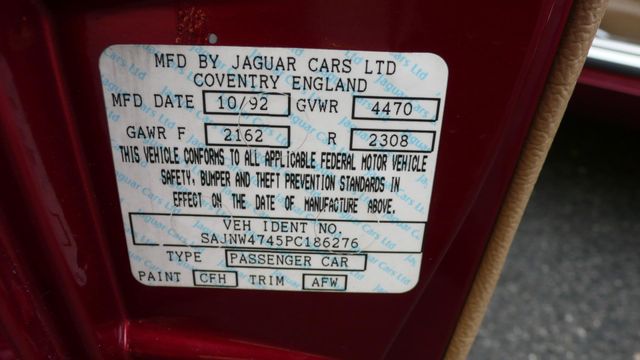 MFD BY JAGUAR CARS LTD
COVENTRY ENGLAND
MFD DATE 10/92 GVWR 4470
GAWR F 2162 R 2308
THIS VEHICLE CONFORMS TO ALL APPLICABLE FEDERAL MOTOR VEHICLE
SAFETY, BUMPER AND THEFT PREVENTION STANDARDS IN
EFFECT ON THE DATE OF MANUFACTURE ABOVE.
VEH IDENT NO.
SAJNW4745PC186276
TYPE PASSENGER CAR
PAINT CFH TRIM AFW